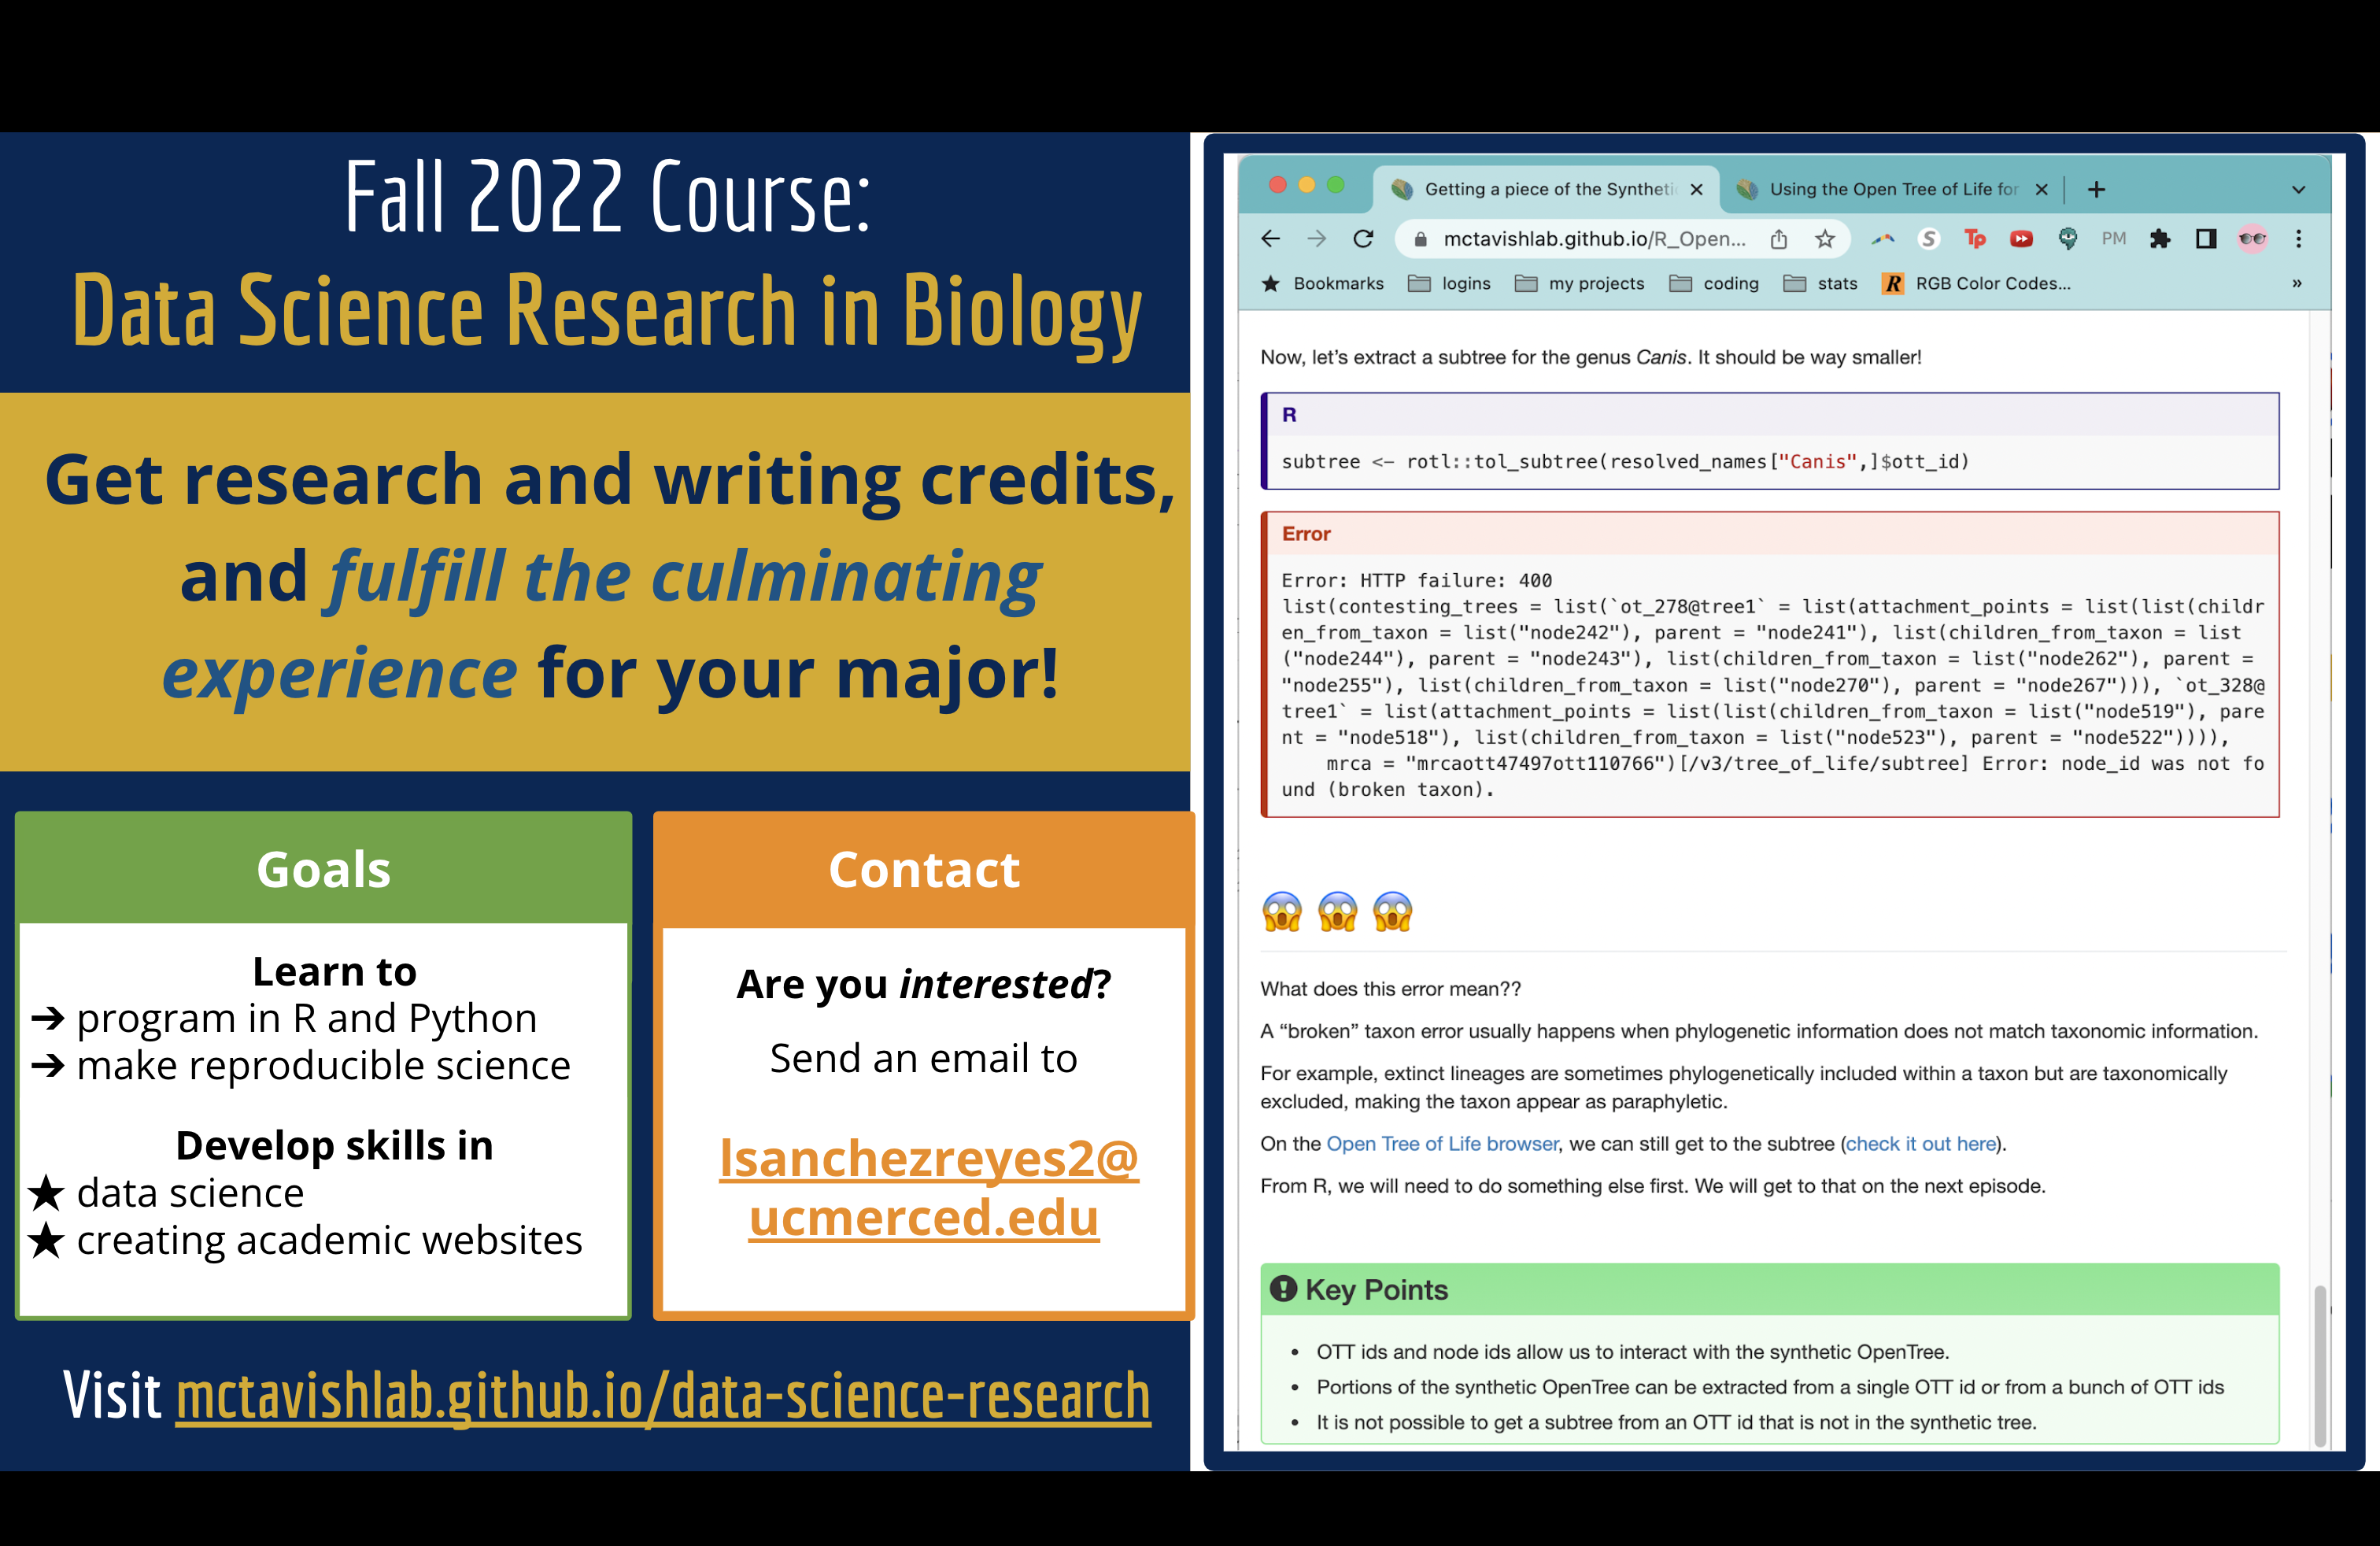 Fall 2022 Course:
Data Science Research in Biology
Get research and writing credits,
and fulfill the culminating
experience for your major!
Goals
Learn to
➔ program in R and Python
➔ make reproducible science
Develop skills in
★ data science
★ creating academic websites
Contact
Are you interested?
Send an email to
lsanchezreyes2@
ucmerced.edu
Visit mctavishlab.github.io/data-science-research
Getting a piece of the Syntheti
Using the Open Tree of Life for
mctavishlab.github.io/R_Open...
S
Tp
PM
Bookmarks
logins
my projects
coding
stats
R RGB Color Codes...
»
Now, let’s extract a subtree for the genus Canis. It should be way smaller!
R
subtree <- rotl::tol_subtree(resolved_names["Canis",]$ott_id)
Error
Error: HTTP failure: 400
list(contesting_trees = list(`ot_278@tree1` = list(attachment_points = list(list(childr
en_from_taxon = list("node242"), parent = "node241"), list(children_from_taxon = list
("node244"), parent = "node243"), list(children_from_taxon = list("node262"), parent =
"node255"), list(children_from_taxon = list("node270"), parent = "node267"))), `ot_328@
tree1` = list(attachment_points = list(list(children_from_taxon = list("node519"), pare
nt = "node518"), list(children_from_taxon = list("node523"), parent = "node522")))),
    mrca = "mrcaott47497ott110766")[/v3/tree_of_life/subtree] Error: node_id was not fo
und (broken taxon).
😱 😱 😱
What does this error mean??
A “broken” taxon error usually happens when phylogenetic information does not match taxonomic information.
For example, extinct lineages are sometimes phylogenetically included within a taxon but are taxonomically
excluded, making the taxon appear as paraphyletic.
On the Open Tree of Life browser, we can still get to the subtree (check it out here).
From R, we will need to do something else first. We will get to that on the next episode.
Key Points
• OTT ids and node ids allow us to interact with the synthetic OpenTree.
• Portions of the synthetic OpenTree can be extracted from a single OTT id or from a bunch of OTT ids
• It is not possible to get a subtree from an OTT id that is not in the synthetic tree.